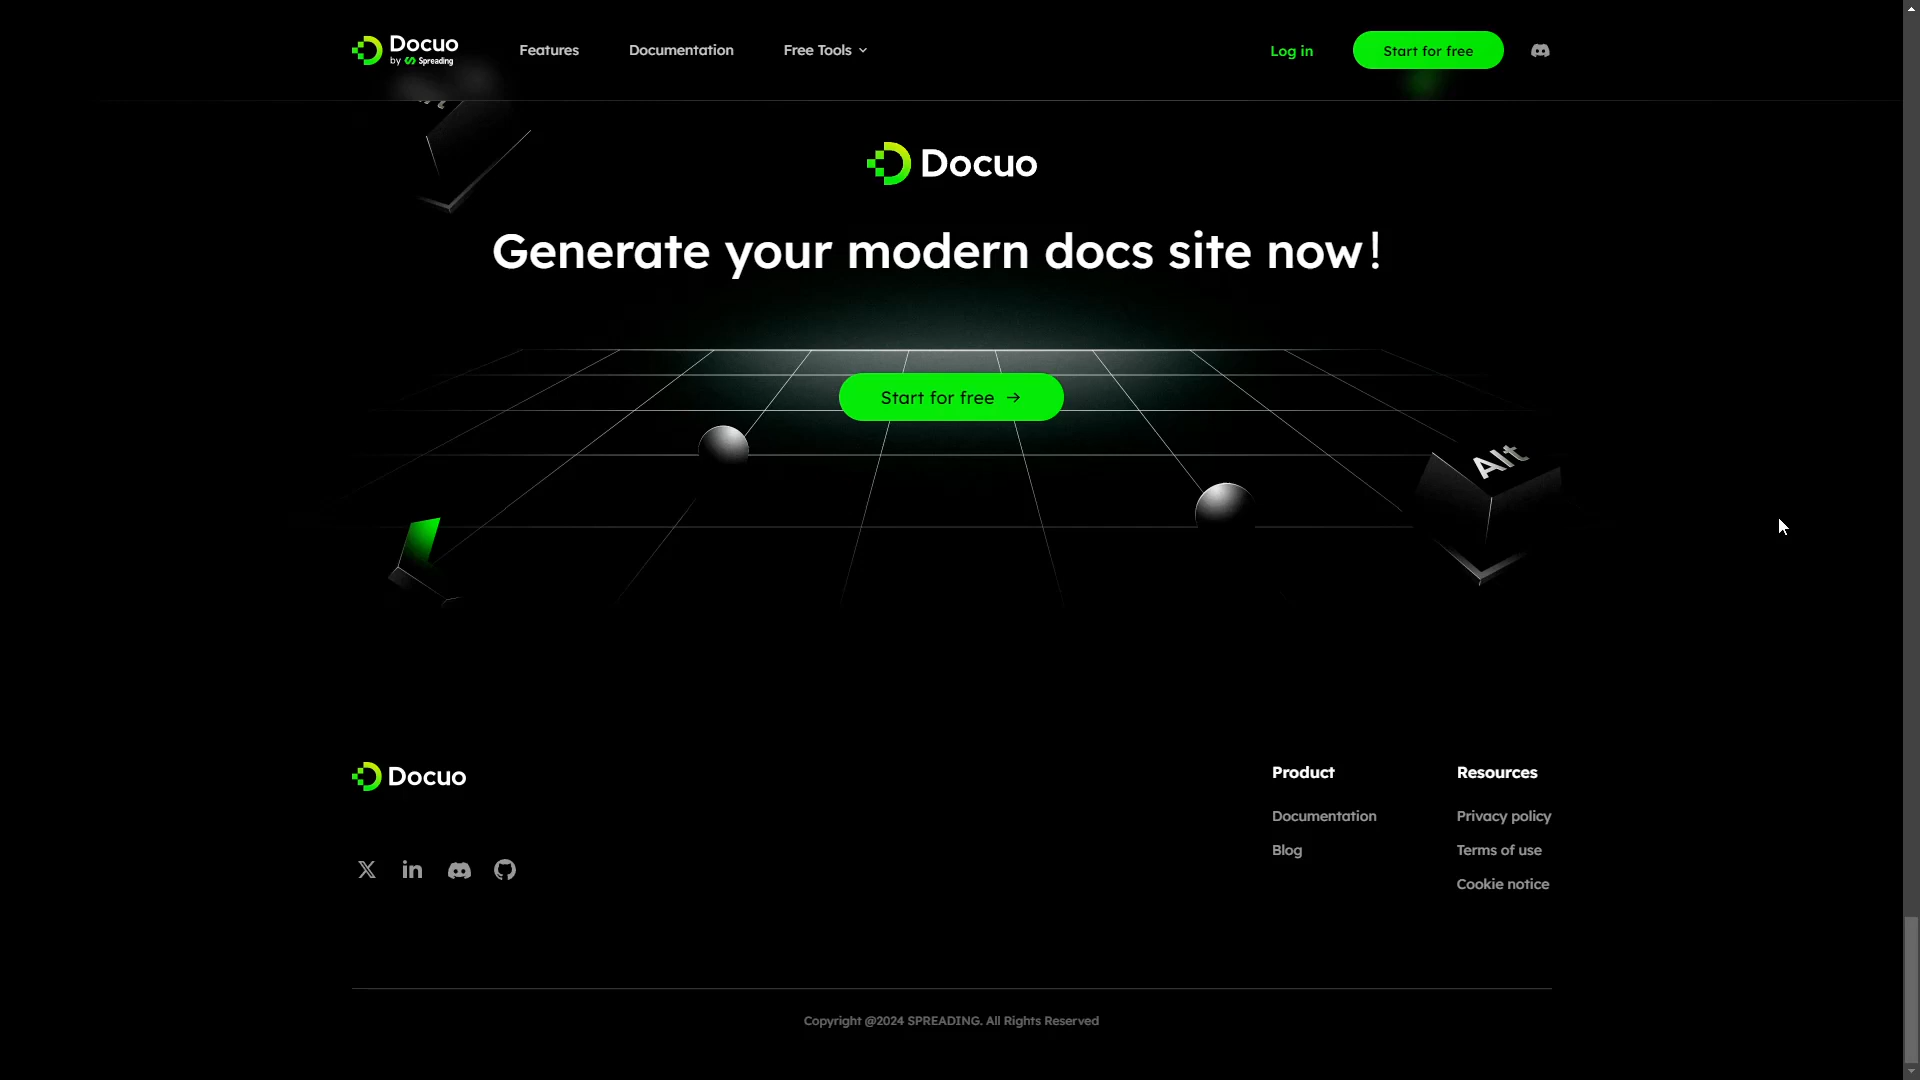 Docuo
by Spreading
Features
Documentation
Free Tools
Log in
Start for free
Docuo
Generate your modern docs site now!
Start for free →
Alt
Docuo
Product
Resources
Documentation
Privacy policy
Blog
Terms of use
Cookie notice
Copyright @2024 SPREADING. All Rights Reserved